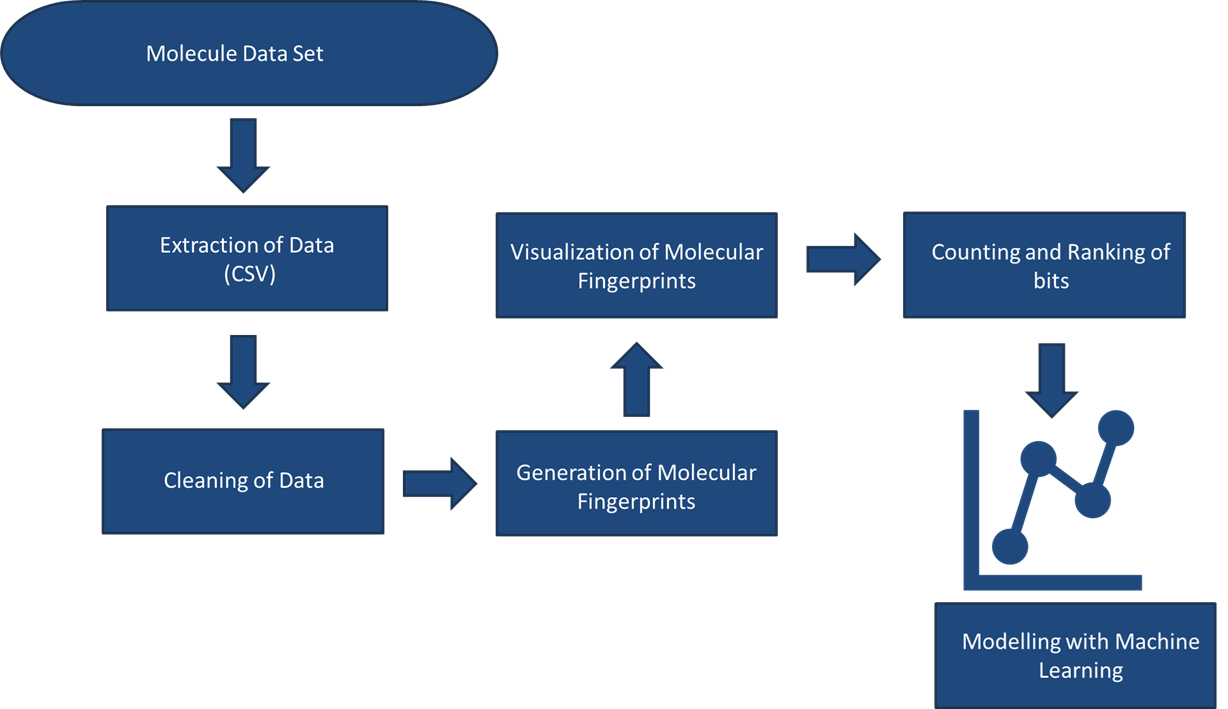 Molecule Data Set
Extraction of Data
(CSV)
Cleaning of Data
Generation of Molecular
Fingerprints
Visualization of Molecular
Fingerprints
Counting and Ranking of
bits
Modelling with Machine
Learning